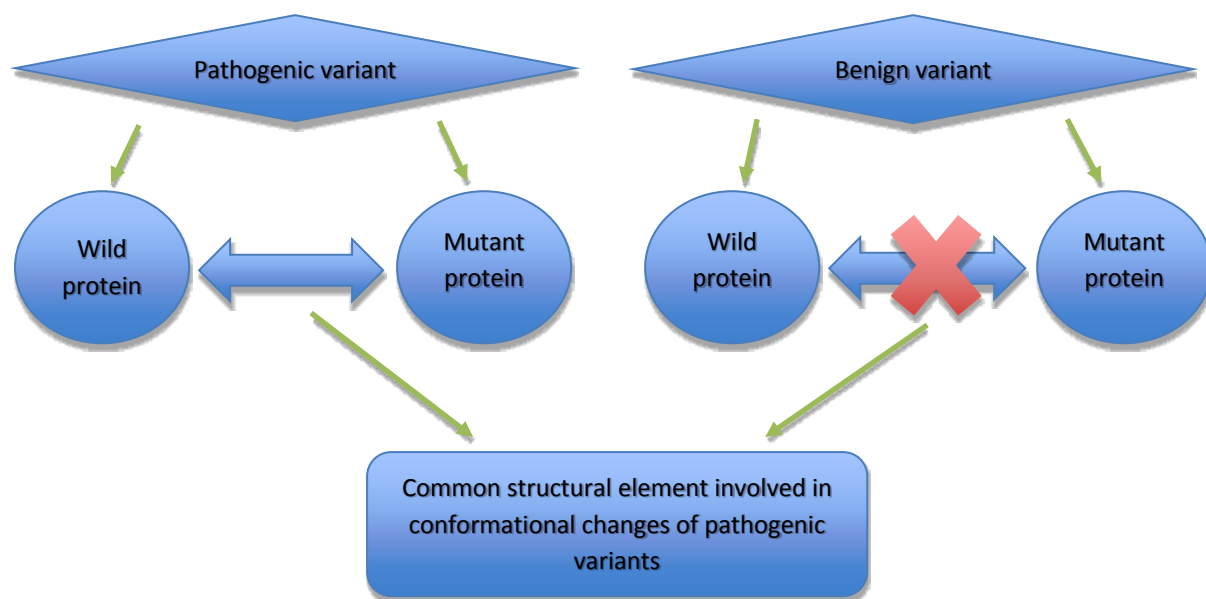 Pathogenic variant
Benign variant
Wild
protein
Mutant
protein
Wild
protein
Mutant
protein
Common structural element involved in
conformational changes of pathogenic
variants